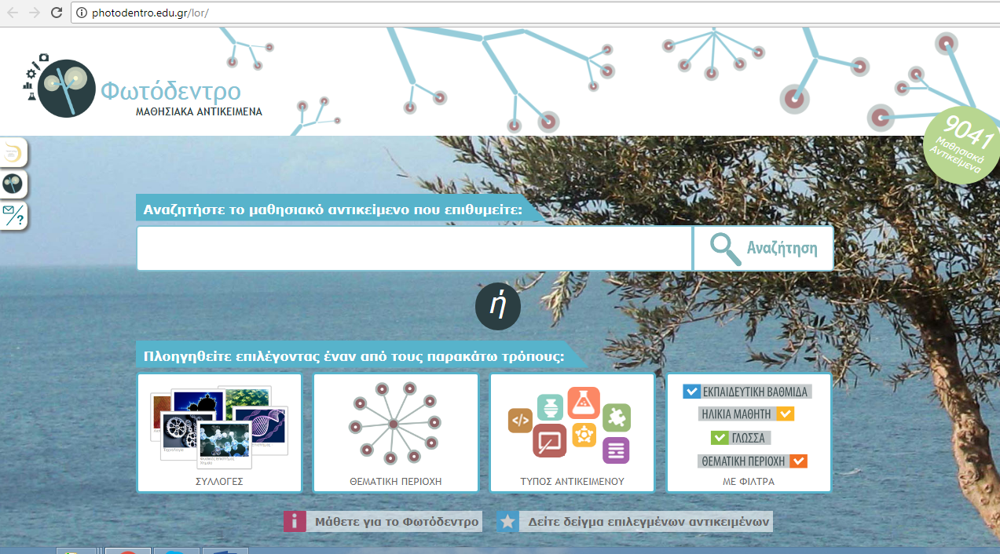 photodentro.edu.gr/lor/
Φωτόδεντρο
ΜΑΘΗΣΙΑΚΑ ΑΝΤΙΚΕΙΜΕΝΑ
9041
Μαθησιακά
Αντικείμενα
Αναζητήστε το μαθησιακό αντικείμενο που επιθυμείτε:
Αναζήτηση
ή
Πλοηγηθείτε επιλέγοντας έναν από τους παρακάτω τρόπους:
ΣΥΛΛΟΓΕΣ
ΘΕΜΑΤΙΚΗ ΠΕΡΙΟΧΗ
ΤΥΠΟΣ ΑΝΤΙΚΕΙΜΕΝΟΥ
ΕΚΠΑΙΔΕΥΤΙΚΗ ΒΑΘΜΙΔΑ
ΗΛΙΚΙΑ ΜΑΘΗΤΗ
ΓΛΩΣΣΑ
ΘΕΜΑΤΙΚΗ ΠΕΡΙΟΧΗ
ΜΕ ΦΙΛΤΡΑ
Μάθετε για το Φωτόδεντρο
Δείτε δείγμα επιλεγμένων αντικειμένων